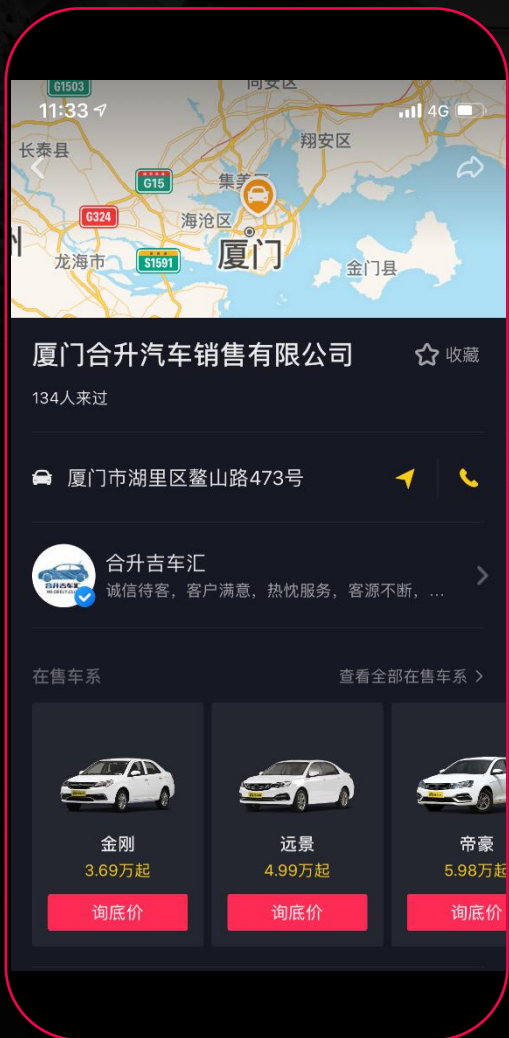 G1503
同安区
11:33
4G
长泰县
翔安区
G15
集美区
G324
海沧区
厦门
龙海市
S1591
金门县
州
厦门合升汽车销售有限公司
收藏
134人来过
厦门市湖里区鳌山路473号
合升吉车汇
诚信待客，客户满意，热忱服务，客源不断，...
在售车系
查看全部在售车系
金刚
远景
帝豪
3.69万起
4.99万起
5.98万起
询底价
询底价
询底价